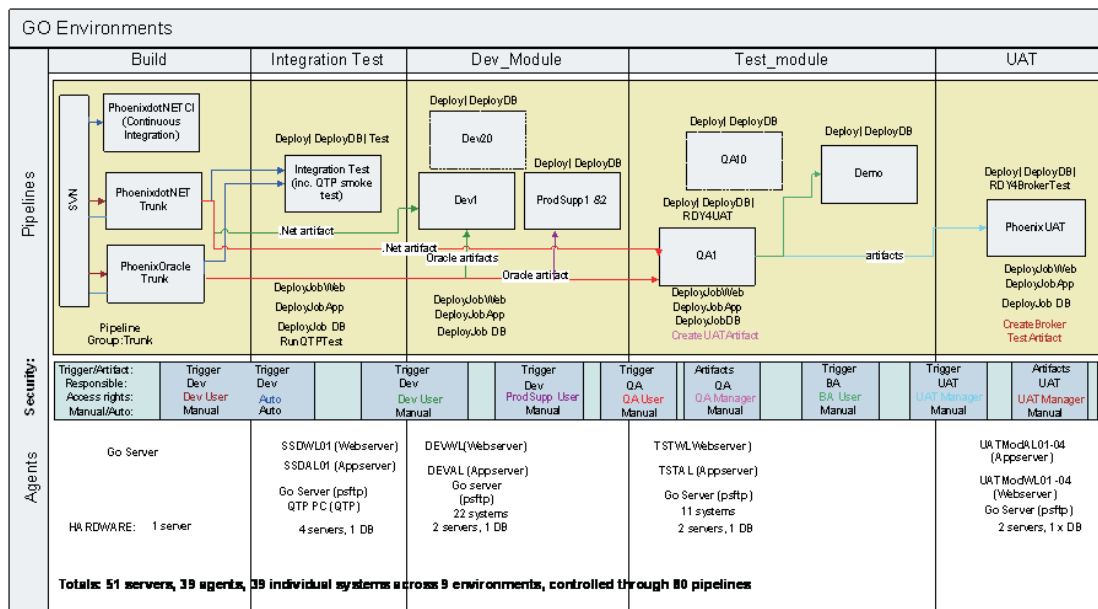 GO Environments
Build
Integration Test
Dev_Module
Test_module
UAT
Pipelines
SVN
PhoenixdotNETCI
(Continuous
Integration)
PhoenixdotNET
Trunk
PhoenixOracle
Trunk
Pipeline
Group:Trunk
Deploy| DeployDB| Test
Integration Test
(inc. QTP smoke
test)
.Net artifact
DeployJobWeb
DeployJobApp
DeployJob DB
RunQTPTest
Deploy| DeployDB
Dev20
Deploy| DeployDB
Dev1
ProdSupp1 &2
.Net artifact
Oracle artifacts
Oracle artifact
DeployJobWeb
DeployJobApp
DeployJob DB
Deploy| DeployDB
QA10
Deploy| DeployDB|
RDY4UAT
QA1
DeployJobWeb
DeployJobApp
DeployJobDB
CreateUATArtifact
Deploy| DeployDB
Demo
artifacts
Deploy| DeployDB|
RDY4BrokerTest
PhoenixUAT
DeployJobWeb
DeployJobApp
DeployJob DB
CreateBroker
TestArtifact
Security:
Trigger/Artifact:
Responsible:
Access rights:
Manual/Auto:
Trigger
Dev
Dev User
Manual
Trigger
Dev
Auto
Auto
Trigger
Dev
Dev User
Manual
Trigger
Dev
ProdSupp User
Manual
Trigger
QA
QA User
Manual
Artifacts
QA
QA Manager
Manual
Trigger
BA
BA User
Manual
Trigger
UAT
UAT Manager
Manual
Artifacts
UAT
UAT Manager
Manual
Agents
Go Server
HARDWARE: 1 server
SSDWL01 (Webserver)
SSDAL01 (Appserver)
Go Server (psftp)
QTP PC (QTP)
4 servers, 1 DB
DEVWL(Webserver)
DEVAL (Appserver)
Go server
(psftp)
22 systems
2 servers, 1 DB
TSTWLWebserver)
TSTAL (Appserver)
Go Server (psftp)
11 systems
2 servers, 1 DB
UATModAL01-04
(Appserver)
UATModWL01-04
(Webserver)
Go Server (psftp)
2 servers, 1 x DB
Totals: 51 servers, 39 agents, 39 individual systems across 9 environments, controlled through 80 pipelines